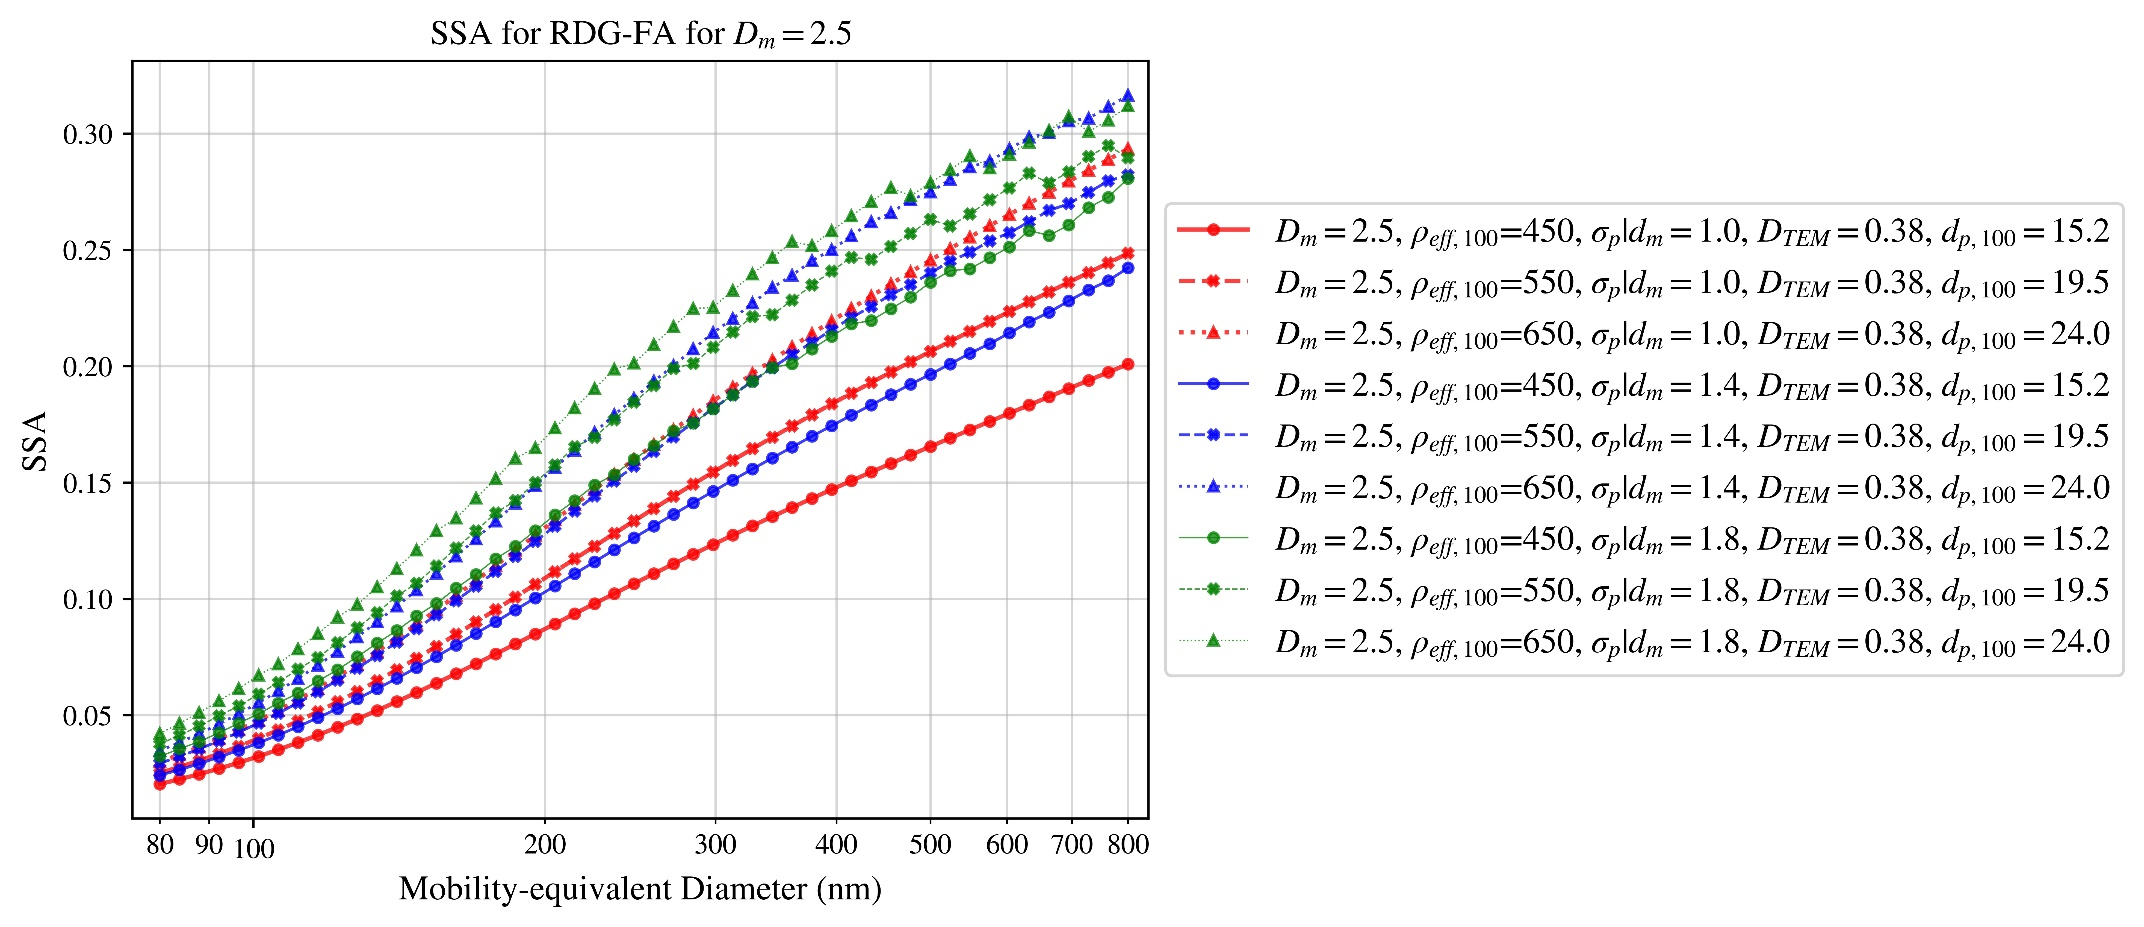 SSA for RDG-FA for Dₘ = 2.5
SSA
0.30
0.25
0.20
0.15
0.10
0.05
80 90 100 200 300 400 500 600 700 800
Mobility-equivalent Diameter (nm)
D_m = 2.5, ρ_eff,100=450, σ_p|d_m = 1.0, D_TEM = 0.38, d_p,100 = 15.2
D_m = 2.5, ρ_eff,100=550, σ_p|d_m = 1.0, D_TEM = 0.38, d_p,100 = 19.5
D_m = 2.5, ρ_eff,100=650, σ_p|d_m = 1.0, D_TEM = 0.38, d_p,100 = 24.0
D_m = 2.5, ρ_eff,100=450, σ_p|d_m = 1.4, D_TEM = 0.38, d_p,100 = 15.2
D_m = 2.5, ρ_eff,100=550, σ_p|d_m = 1.4, D_TEM = 0.38, d_p,100 = 19.5
D_m = 2.5, ρ_eff,100=650, σ_p|d_m = 1.4, D_TEM = 0.38, d_p,100 = 24.0
D_m = 2.5, ρ_eff,100=450, σ_p|d_m = 1.8, D_TEM = 0.38, d_p,100 = 15.2
D_m = 2.5, ρ_eff,100=550, σ_p|d_m = 1.8, D_TEM = 0.38, d_p,100 = 19.5
D_m = 2.5, ρ_eff,100=650, σ_p|d_m = 1.8, D_TEM = 0.38, d_p,100 = 24.0